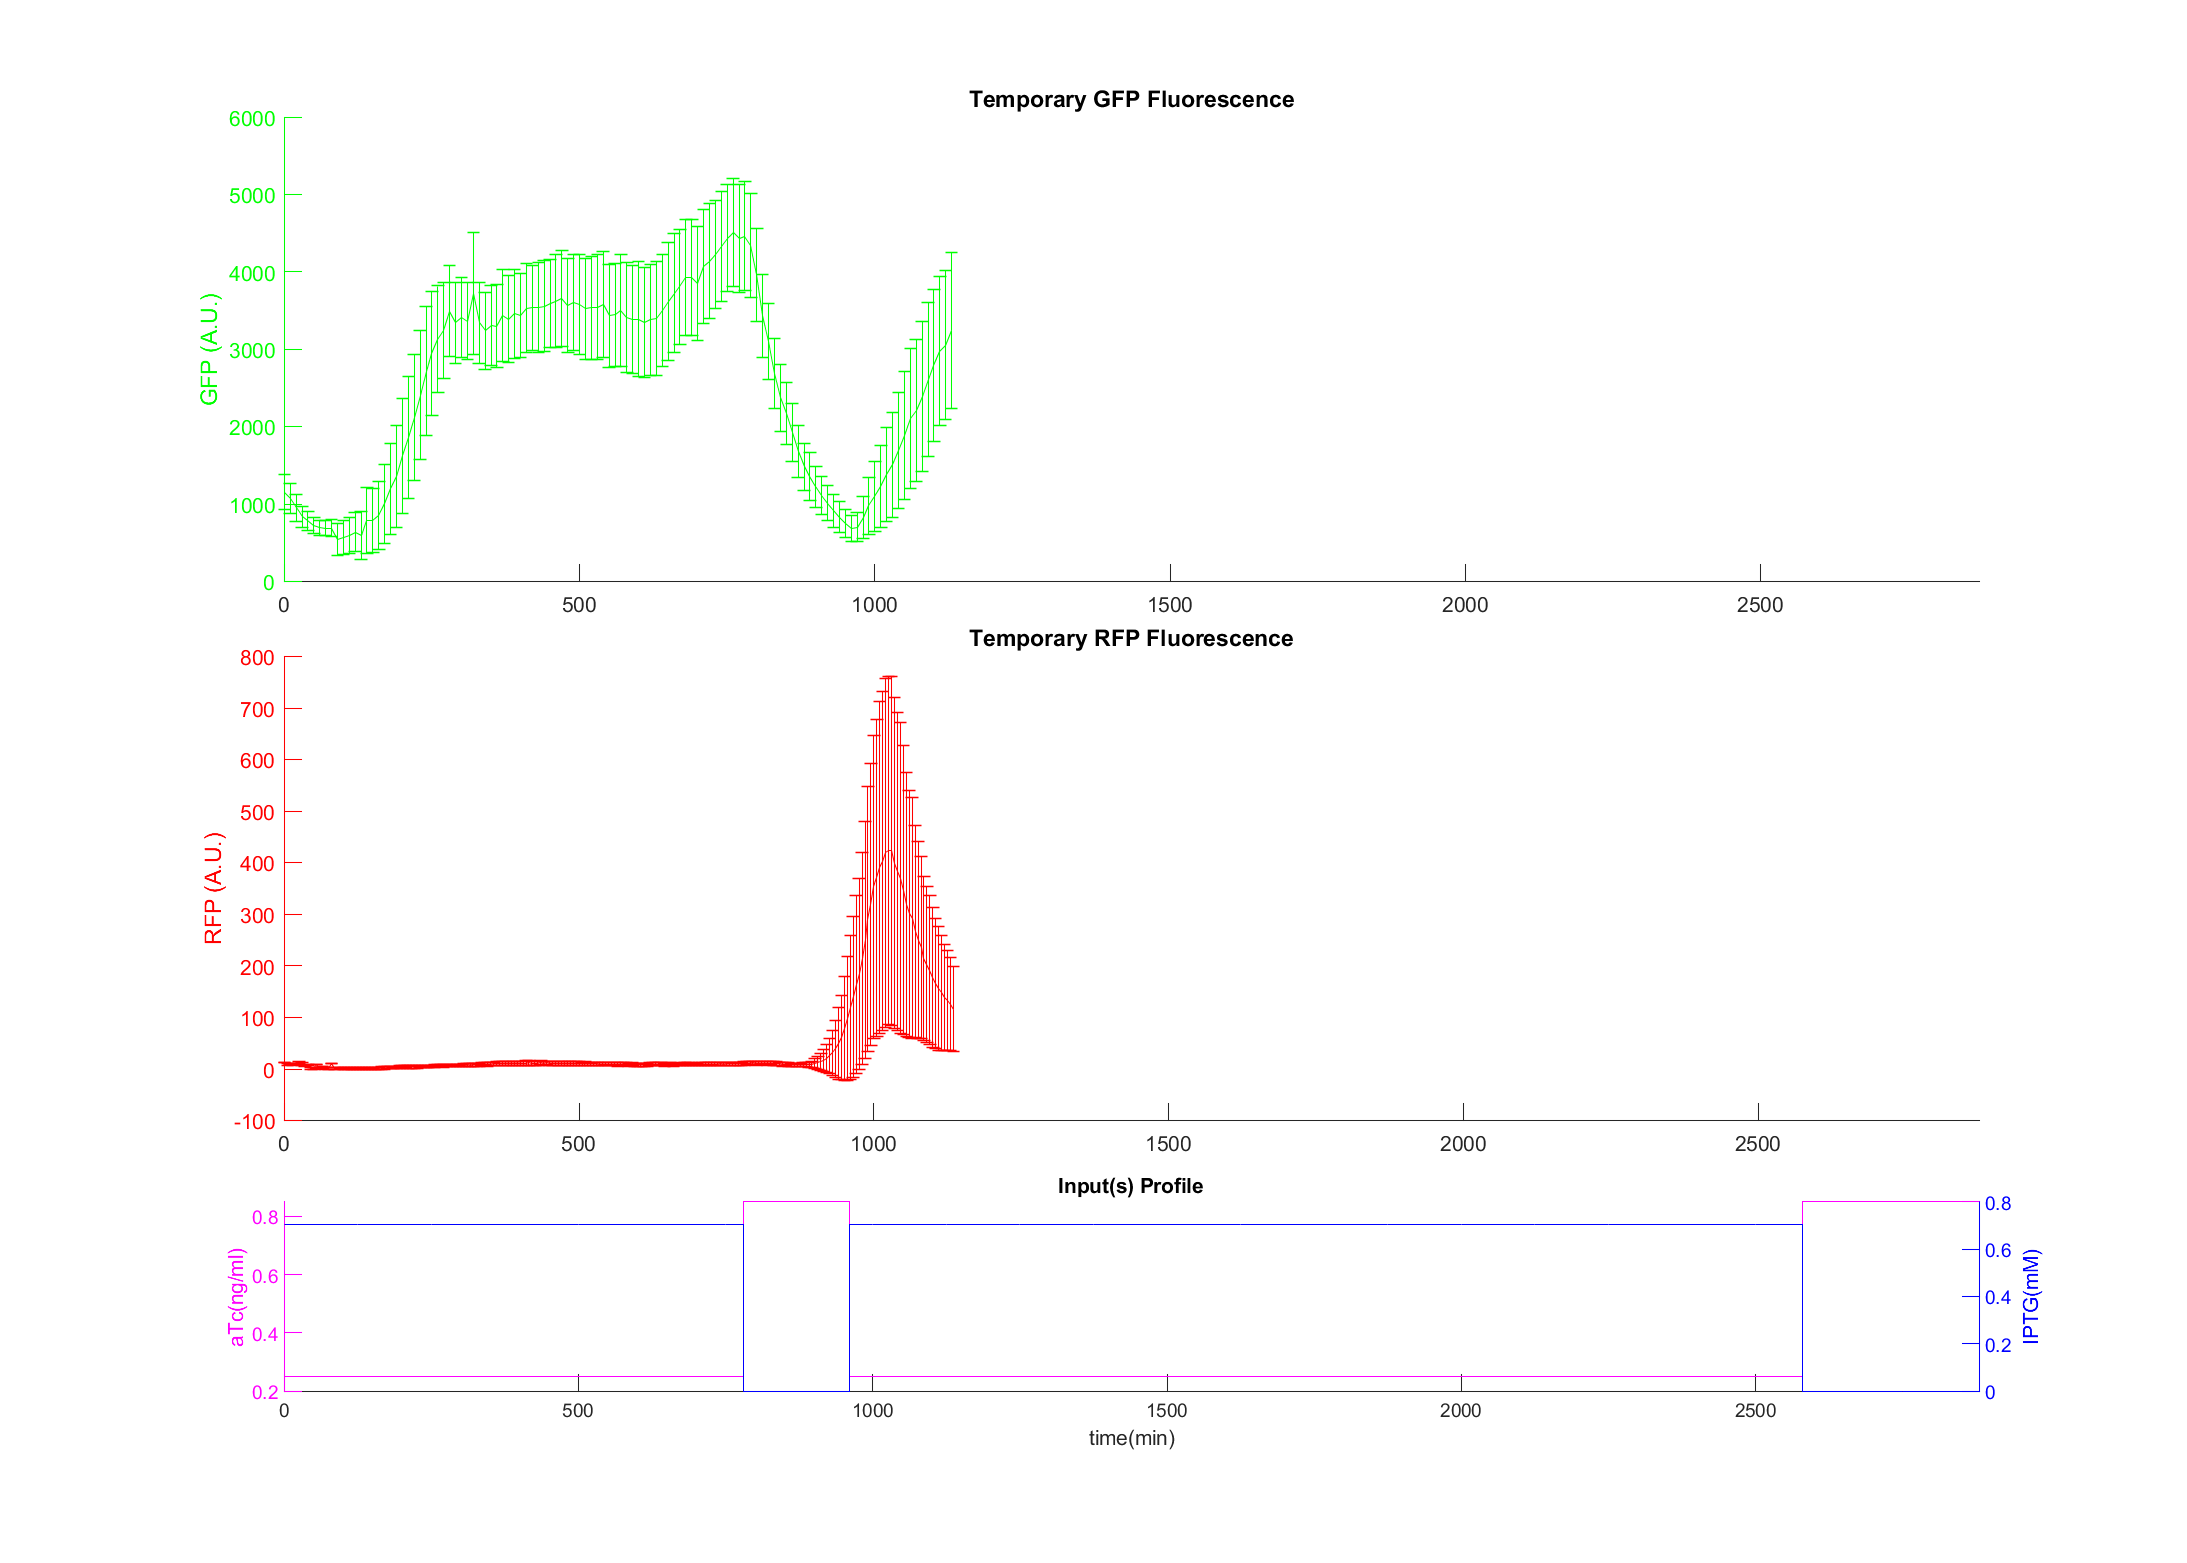 Temporary GFP Fluorescence
GFP (A.U.)
6000
5000
4000
3000
2000
1000
0
0 500 1000 1500 2000 2500
Temporary RFP Fluorescence
RFP (A.U.)
800
700
600
500
400
300
200
100
0
-100
0 500 1000 1500 2000 2500
Input(s) Profile
aTc(ng/ml)
0.8
0.6
0.4
0.2
IPTG(mM)
0.8
0.6
0.4
0.2
0
0 500 1000 1500 2000 2500
time(min)